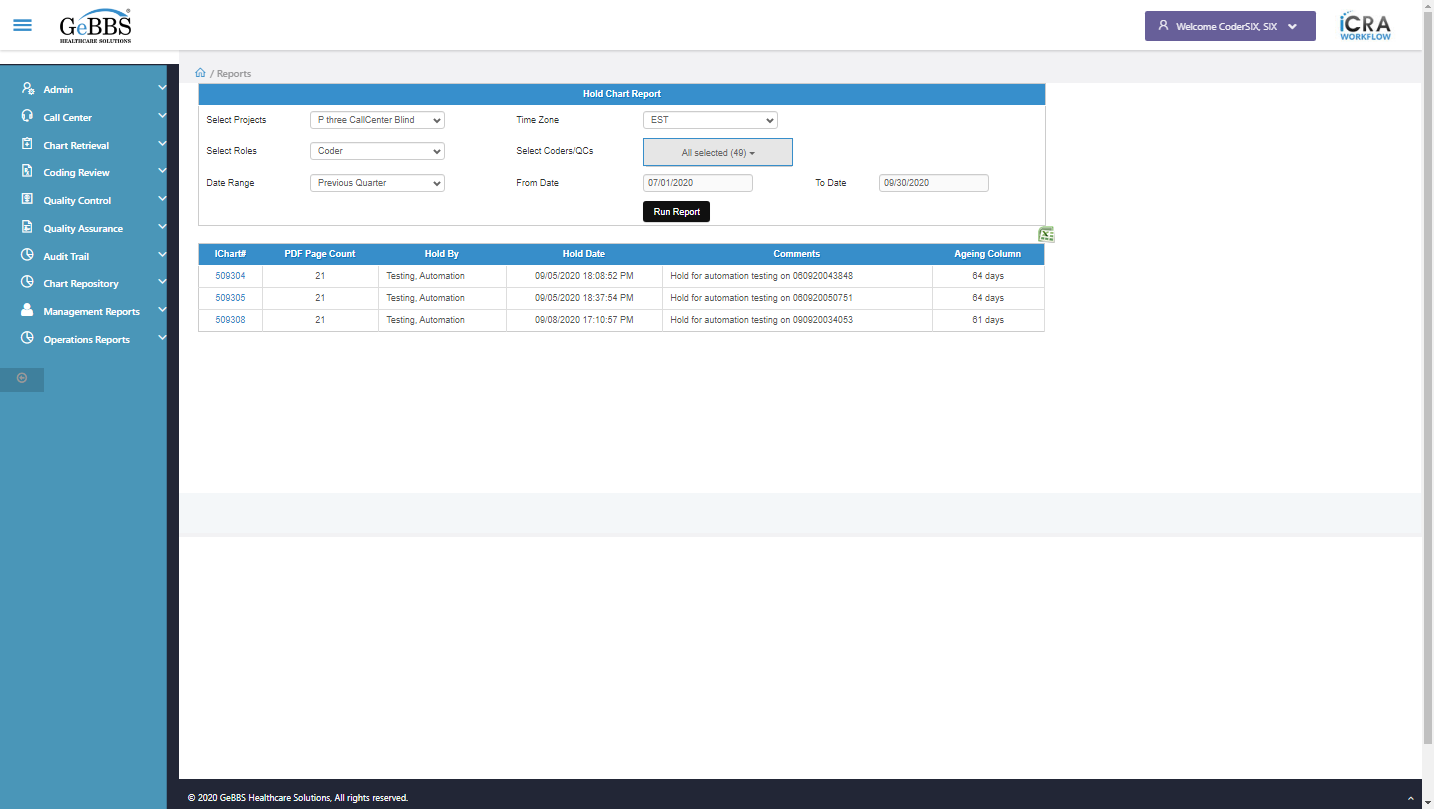 GeBBS
HEALTHCARE SOLUTIONS
Welcome CoderSIX, SIX
iCRA
WORKFLOW
/ Reports
Admin
Call Center
Chart Retrieval
Coding Review
Quality Control
Quality Assurance
Audit Trail
Chart Repository
Management Reports
Operations Reports
Hold Chart Report
Select Projects P three CallCenter Blind Time Zone EST
Select Roles Coder Select Coders/QCs All selected (49)
Date Range Previous Quarter From Date 07/01/2020 To Date 09/30/2020
Run Report
IChart# PDF Page Count Hold By Hold Date Comments Ageing Column
509304 21 Testing, Automation 09/05/2020 18:08:52 PM Hold for automation testing on 060920043848 64 days
509305 21 Testing, Automation 09/05/2020 18:37:54 PM Hold for automation testing on 060920050751 64 days
509308 21 Testing, Automation 09/08/2020 17:10:57 PM Hold for automation testing on 090920034053 61 days
© 2020 GeBBS Healthcare Solutions, All rights reserved.